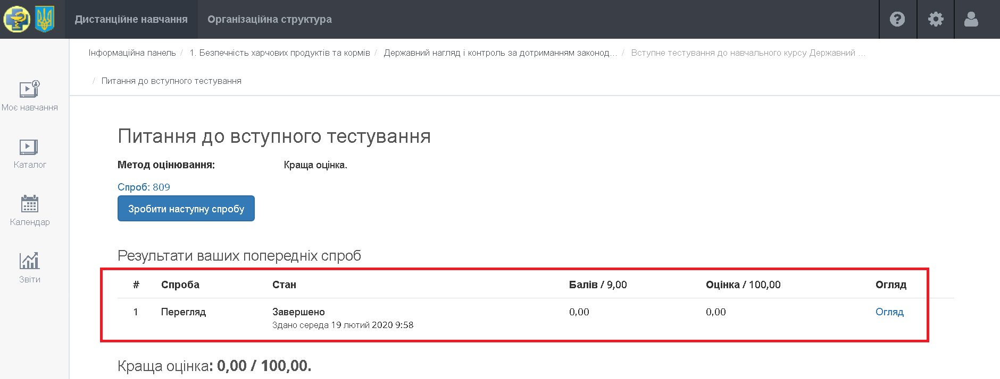 Дистанційне навчання
Організаційна структура
Інформаційна панель / 1. Безпечність харчових продуктів та кормів / Державний нагляд і контроль за дотриманням законод... / Вступне тестування до навчального курсу Державний ...
/ Питання до вступного тестування
Моє навчання
Каталог
Календар
Звіти
Питання до вступного тестування
Метод оцінювання: Краща оцінка.
Спроб: 809
Зробити наступну спробу
Результати ваших попередніх спроб
# Спроба Стан Балів / 9,00 Оцінка / 100,00 Огляд
1 Перегляд Завершено 0,00 0,00 Огляд
Здано середа 19 лютий 2020 9:58
Краща оцінка: 0,00 / 100,00.